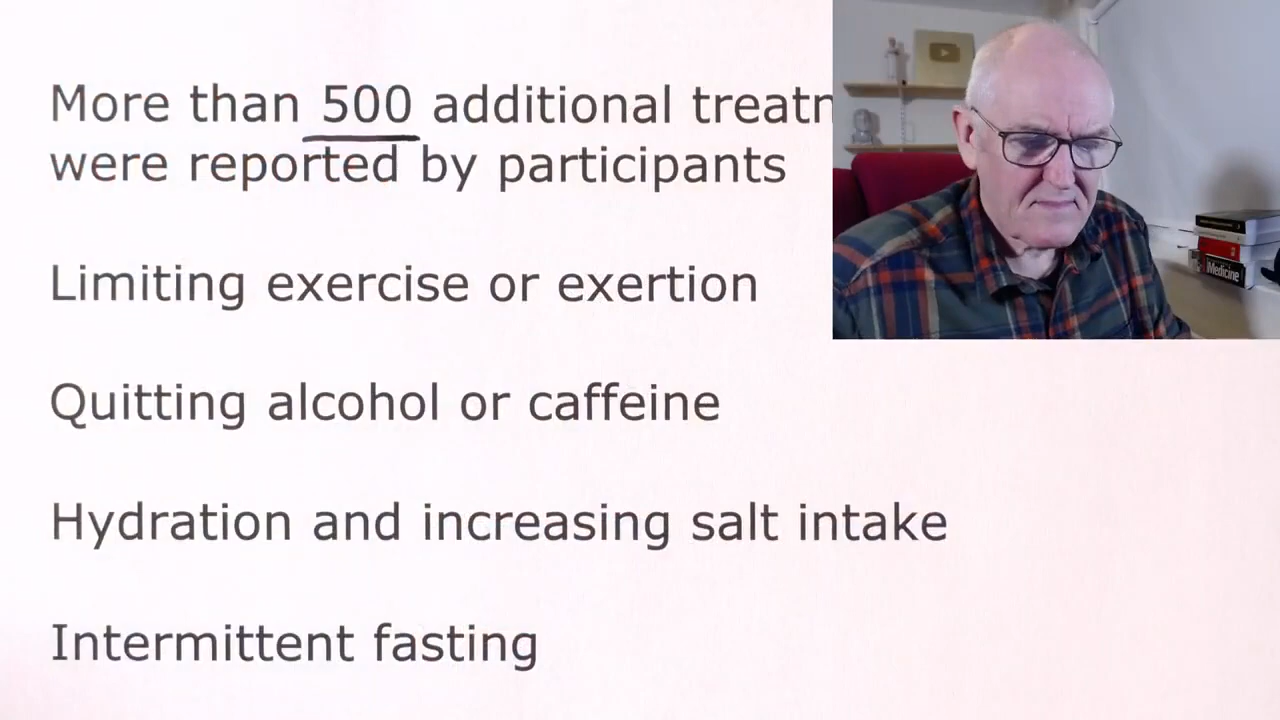 More than 500 additional
were reported by participants
Limiting exercise or exertion
Quitting alcohol or caffeine
Hydration and increasing salt intake
Intermittent fasting
Medicine